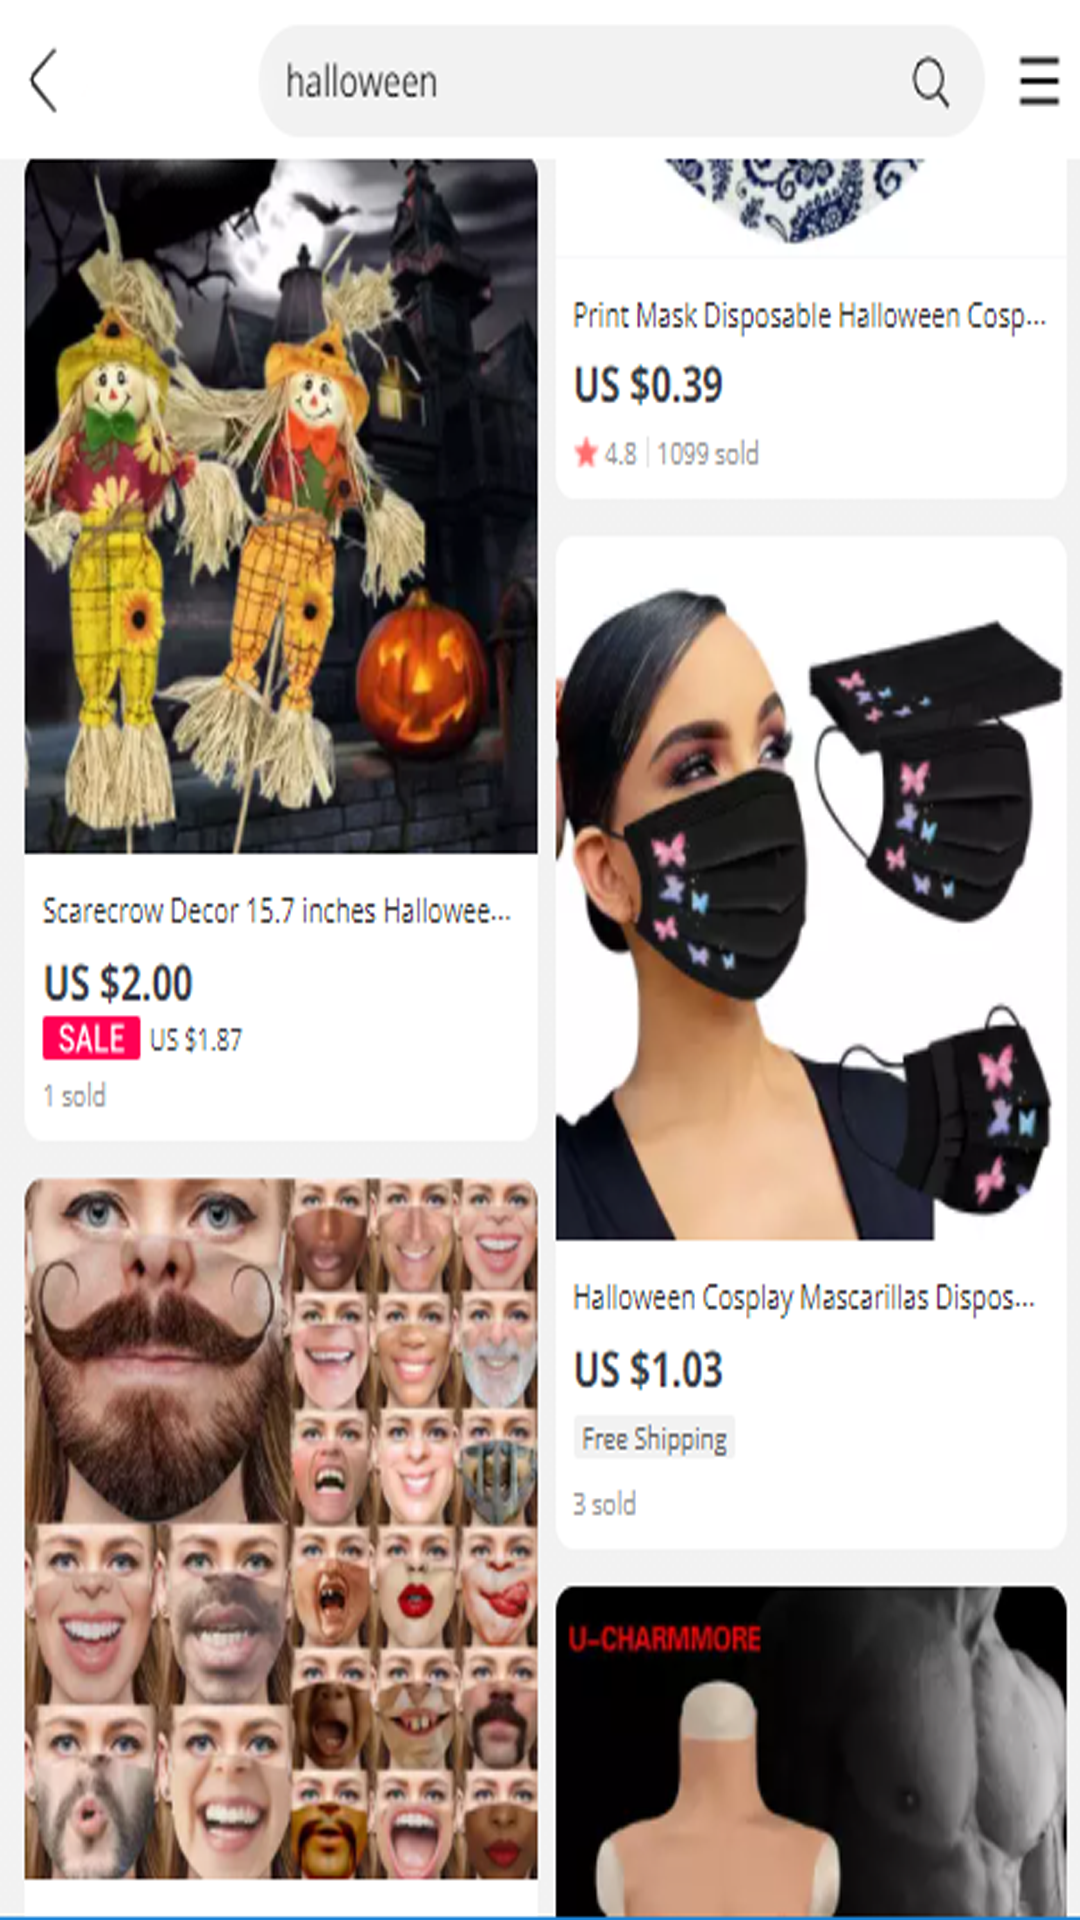 halloween
Scarecrow Decor 15.7 inches Hallowee...
US $2.00
SALE US $1.87
1 sold
Print Mask Disposable Halloween Cosp...
US $0.39
4.8 1099 sold
Halloween Cosplay Mascarillas Dispos...
US $1.03
Free Shipping
3 sold
U-CHARMMORE